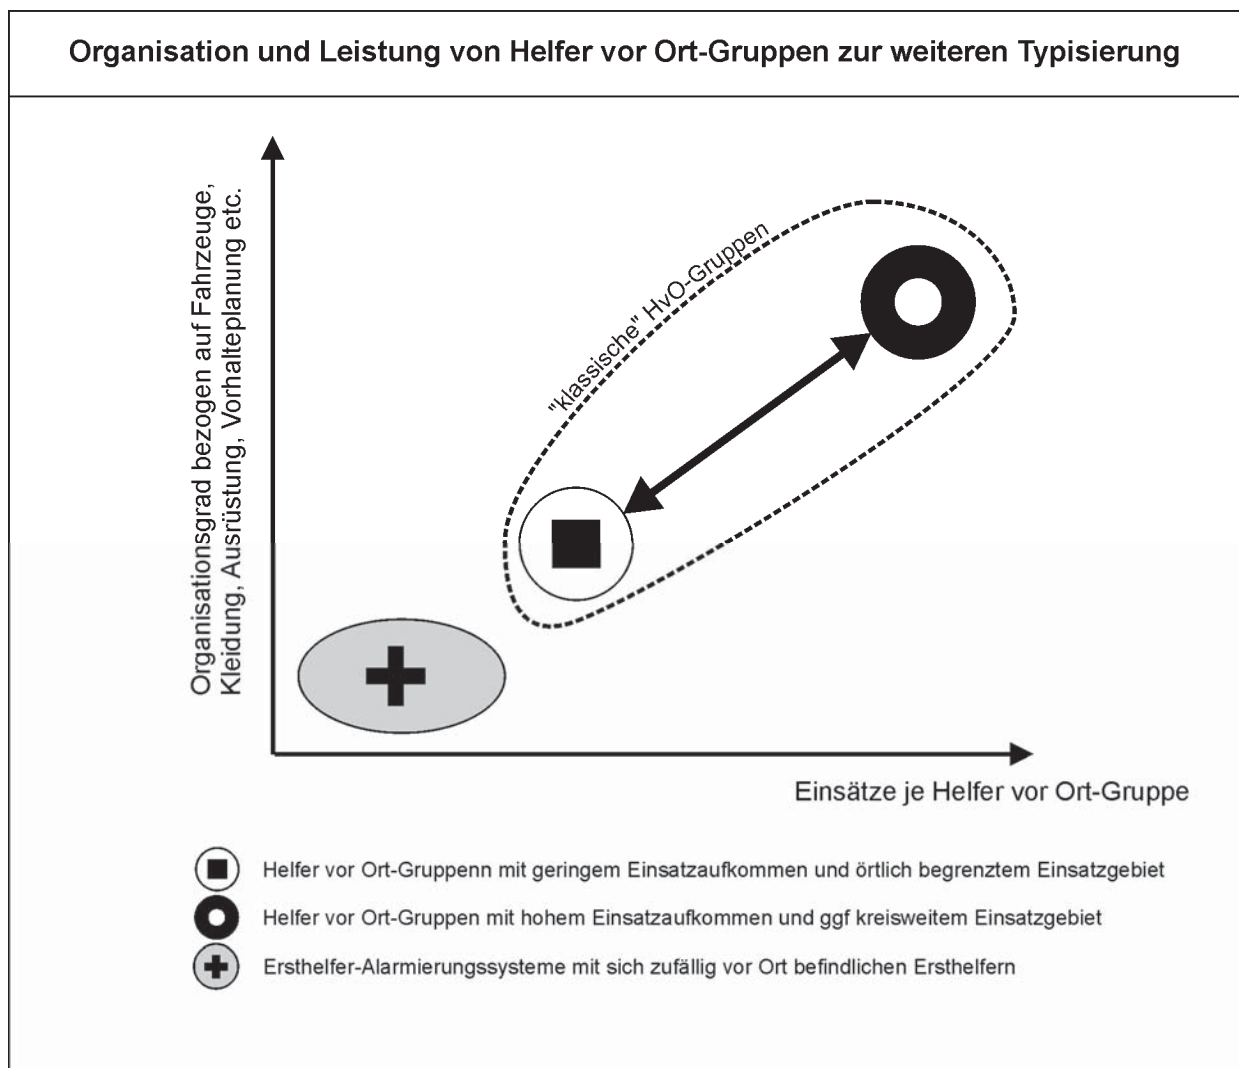 Organisation und Leistung von Helfer vor Ort-Gruppen zur weiteren Typisierung
Organisationsgrad bezogen auf Fahrzeuge,
Kleidung, Ausrüstung, Vorhalteplanung etc.
"klassische" HvO-Gruppen
Einsätze je Helfer vor Ort-Gruppe
Helfer vor Ort-Gruppenn mit geringem Einsatzaufkommen und örtlich begrenztem Einsatzgebiet
Helfer vor Ort-Gruppen mit hohem Einsatzaufkommen und ggf kreisweitem Einsatzgebiet
Ersthelfer-Alarmierungssysteme mit sich zufällig vor Ort befindlichen Ersthelfern